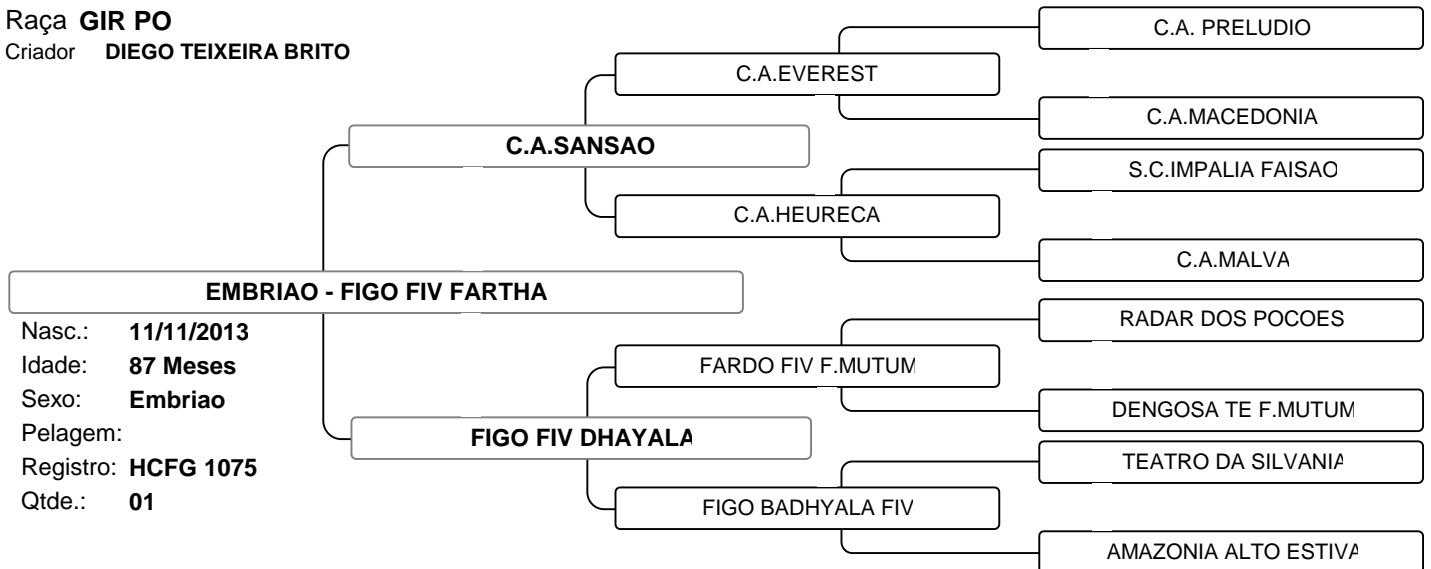 Raça GIR PO
Criador DIEGO TEIXEIRA BRITO
C.A. PRELUDIO
C.A.EVEREST
C.A.MACEDONIA
C.A.SANSAO
S.C.IMPALIA FAISAO
C.A.HEURECA
C.A.MALVA
EMBRIAO - FIGO FIV FARTHA
Nasc.: 11/11/2013
Idade: 87 Meses
Sexo: Embriao
Pelagem:
Registro: HCFG 1075
Qtde.: 01
RADAR DOS POCOES
FARDO FIV F.MUTUM
DENGOSA TE F.MUTUM
FIGO FIV DHAYALA
TEATRO DA SILVANIA
FIGO BADHYALA FIV
AMAZONIA ALTO ESTIVA